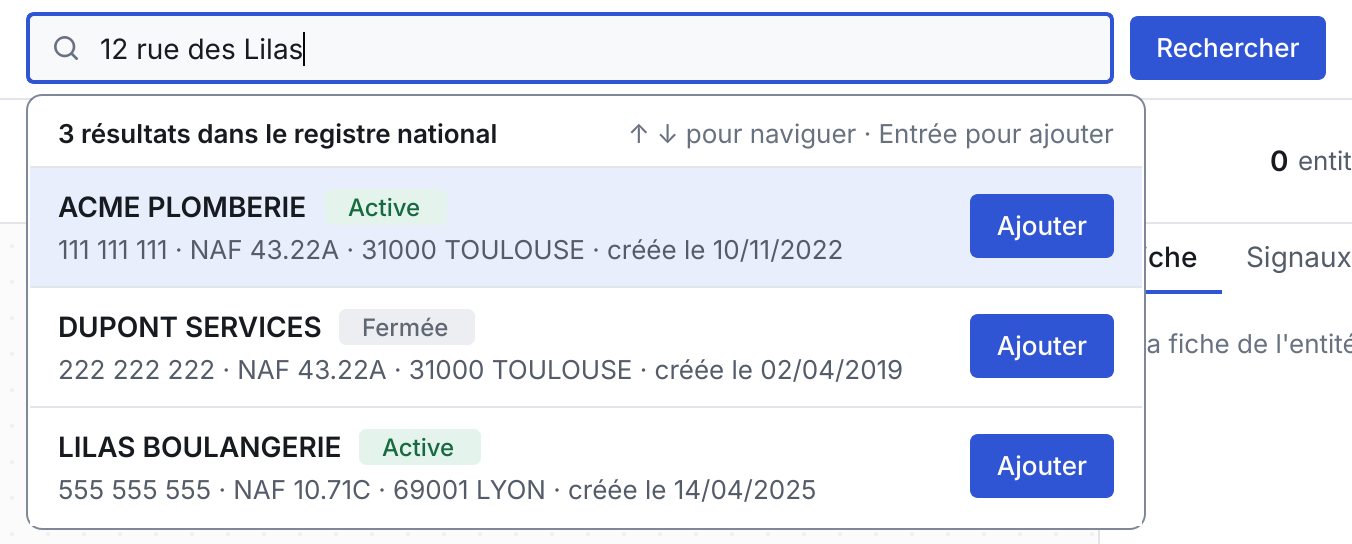 12 rue des Lilas
Rechercher
3 résultats dans le registre national ↑ ↓ pour naviguer · Entrée pour ajouter
0 entit
ACME PLOMBERIE Active
111 111 111 · NAF 43.22A · 31000 TOULOUSE · créée le 10/11/2022
Ajouter
che Signaux
DUPONT SERVICES Fermée
222 222 222 · NAF 43.22A · 31000 TOULOUSE · créée le 02/04/2019
Ajouter
a fiche de l'entité
LILAS BOULANGERIE Active
555 555 555 · NAF 10.71C · 69001 LYON · créée le 14/04/2025
Ajouter